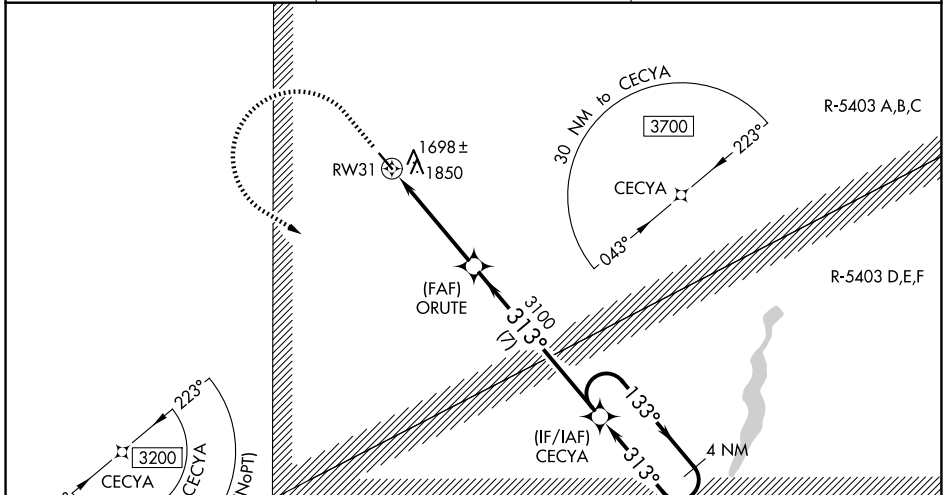 30 NM to CECYA
3700
223°
CECYA
043°
R-5403 A,B,C
RW31
1698±
1850
(FAF)
ORUTE
3100
313°
(7)
R-5403 D,E,F
133°
(IF/IAF)
CECYA
4 NM
313°
223°
3200
CECYA
CECYA
(NoPT)